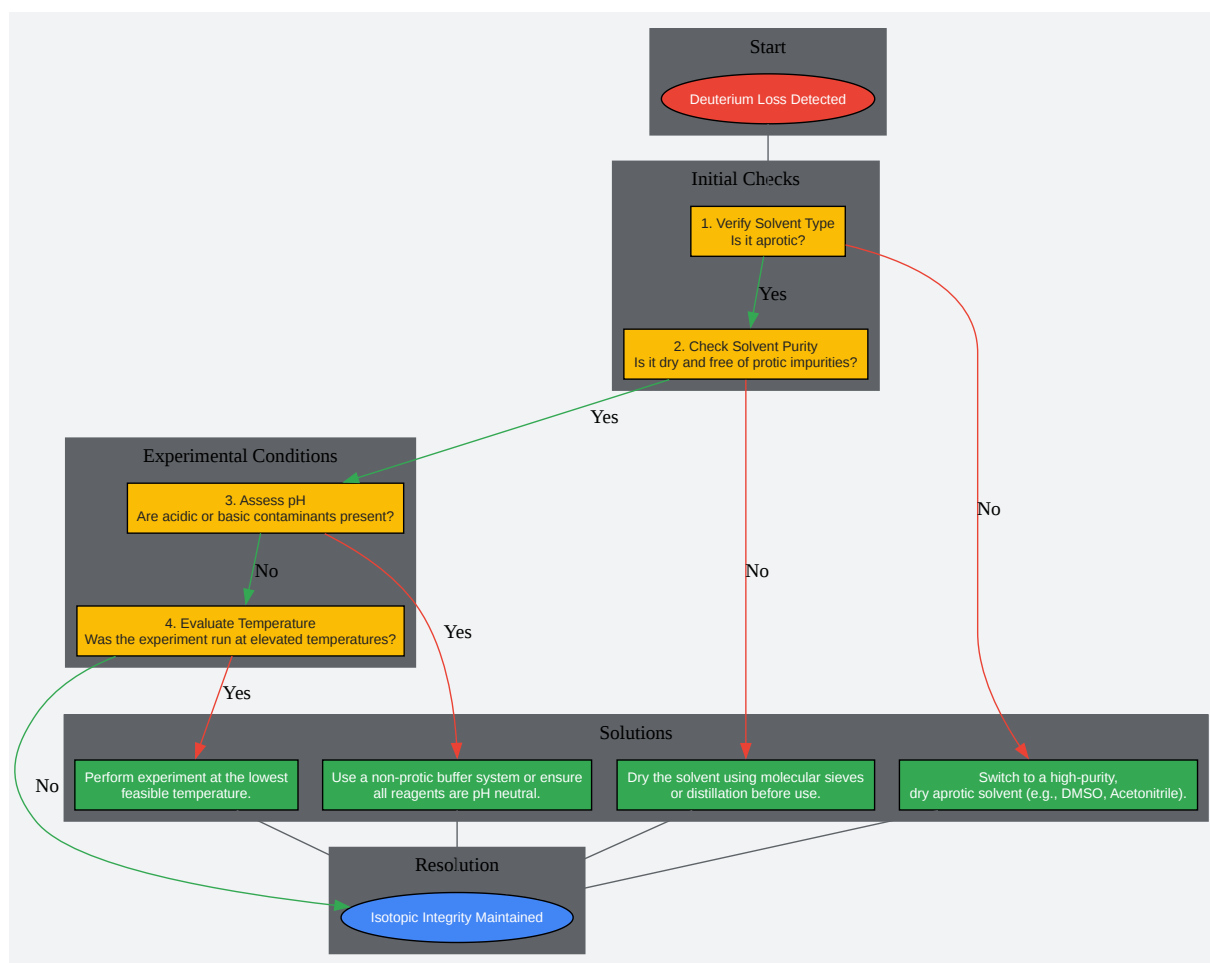 Start
Deuterium Loss Detected
Initial Checks
1. Verify Solvent Type
Is it aprotic?
Yes
2. Check Solvent Purity
Is it dry and free of protic impurities?
Yes
Experimental Conditions
3. Assess pH
Are acidic or basic contaminants present?
No
No
No
4. Evaluate Temperature
Was the experiment run at elevated temperatures?
Yes
Yes
Solutions
No
Perform experiment at the lowest
feasible temperature.
Use a non-protic buffer system or ensure
all reagents are pH neutral.
Dry the solvent using molecular sieves
or distillation before use.
Switch to a high-purity,
dry aprotic solvent (e.g., DMSO, Acetonitrile).
Resolution
Isotopic Integrity Maintained